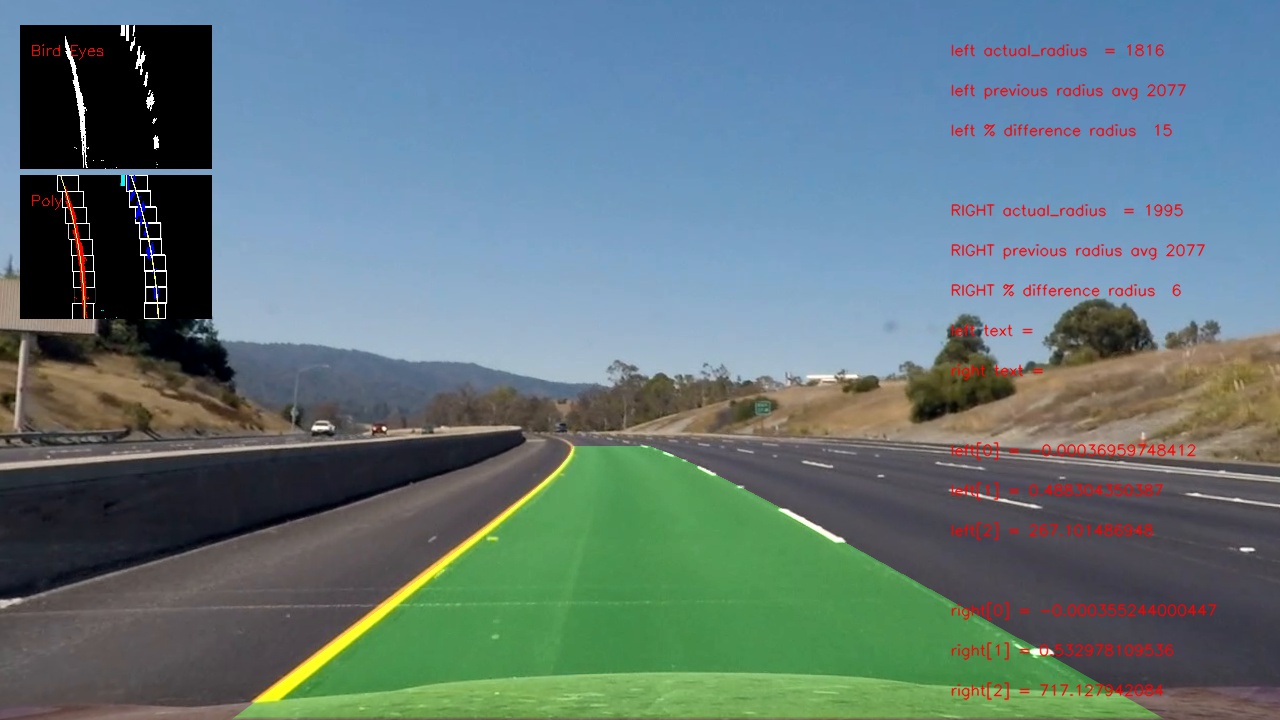 Bird Eyes
Poly
left actual_radius = 1816
left previous radius avg 2077
left % difference radius 15
RIGHT actual_radius = 1995
RIGHT previous radius avg 2077
RIGHT % difference radius 6
left text =
right text =
left[0] = -0.00036959748412
left[1] = 0.488304350387
left[2] = 267.101486948
right[0] = -0.000355244000447
right[1] = 0.532978109536
right[2] = 717.127942084